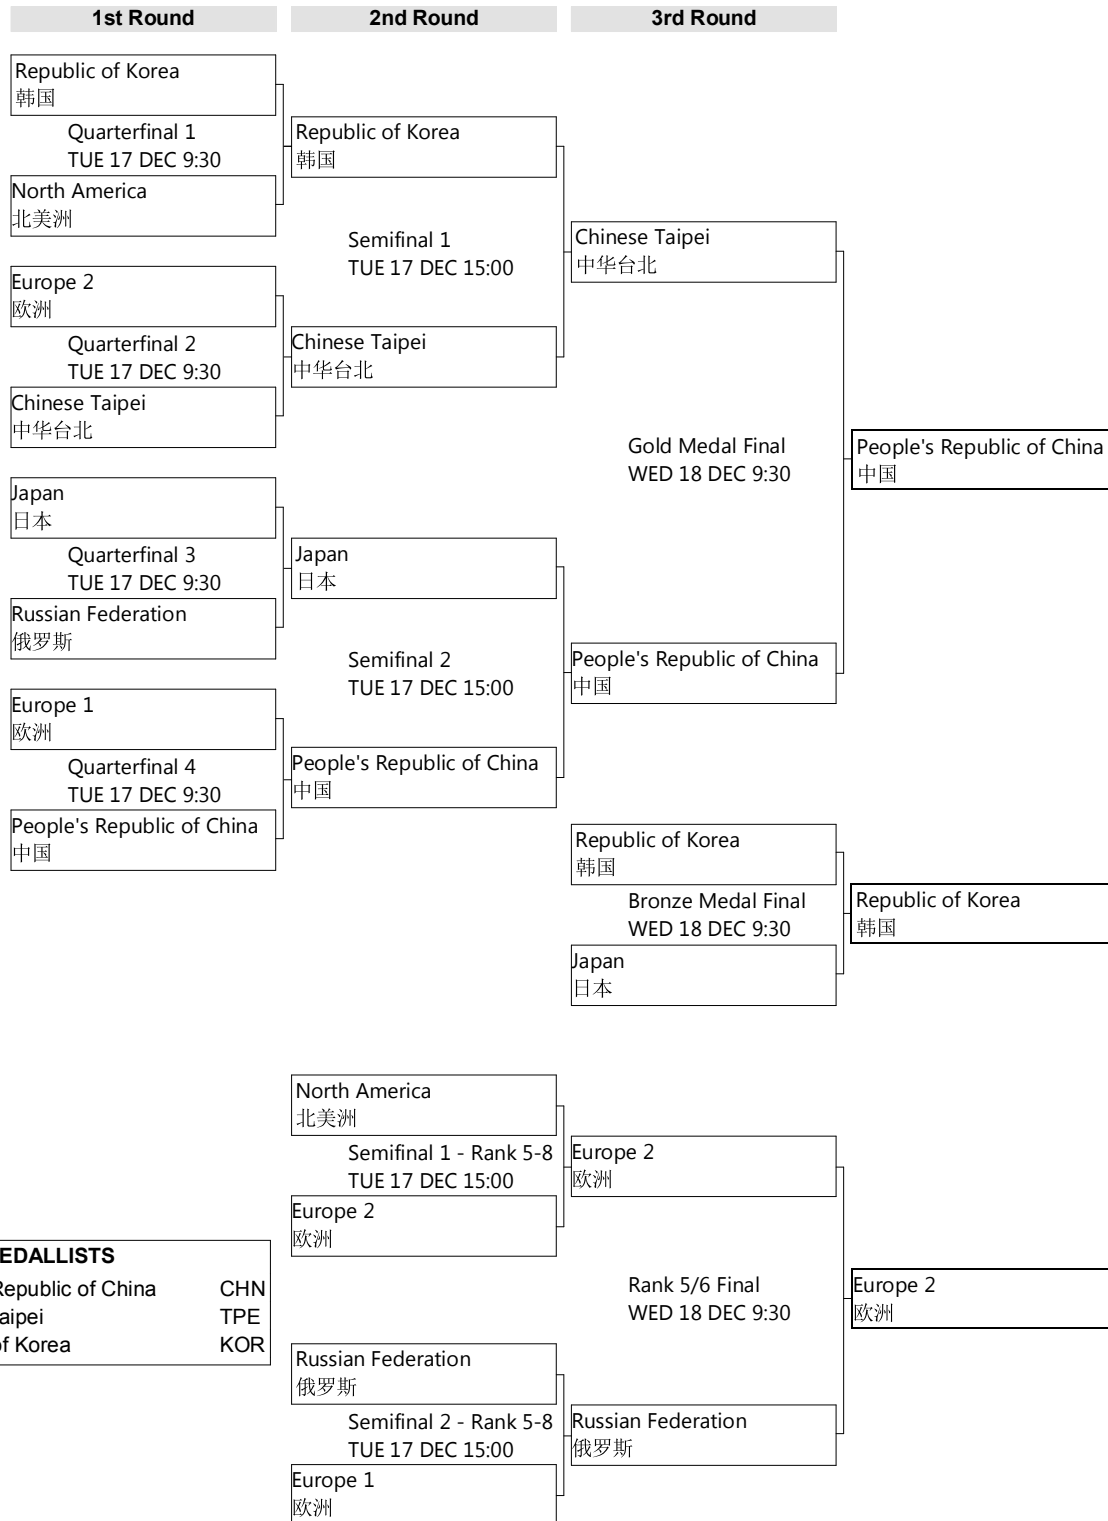 1st Round
2nd Round
3rd Round
Republic of Korea
韩国
Quarterfinal 1
TUE 17 DEC 9:30
North America
北美洲
Europe 2
欧洲
Quarterfinal 2
TUE 17 DEC 9:30
Chinese Taipei
中华台北
Japan
日本
Quarterfinal 3
TUE 17 DEC 9:30
Russian Federation
俄罗斯
Europe 1
欧洲
Quarterfinal 4
TUE 17 DEC 9:30
People's Republic of China
中国
Republic of Korea
韩国
Semifinal 1
TUE 17 DEC 15:00
Chinese Taipei
中华台北
Japan
日本
Semifinal 2
TUE 17 DEC 15:00
People's Republic of China
中国
Chinese Taipei
中华台北
Gold Medal Final
WED 18 DEC 9:30
People's Republic of China
中国
People's Republic of China
中国
Republic of Korea
韩国
Bronze Medal Final
WED 18 DEC 9:30
Japan
日本
Republic of Korea
韩国
North America
北美洲
Semifinal 1 - Rank 5-8
TUE 17 DEC 15:00
Europe 2
欧洲
Russian Federation
俄罗斯
Semifinal 2 - Rank 5-8
TUE 17 DEC 15:00
Europe 1
欧洲
Europe 2
欧洲
Rank 5/6 Final
WED 18 DEC 9:30
Russian Federation
俄罗斯
Europe 2
欧洲
EDALLISTS
Republic of China CHN
aipei TPE
of Korea KOR